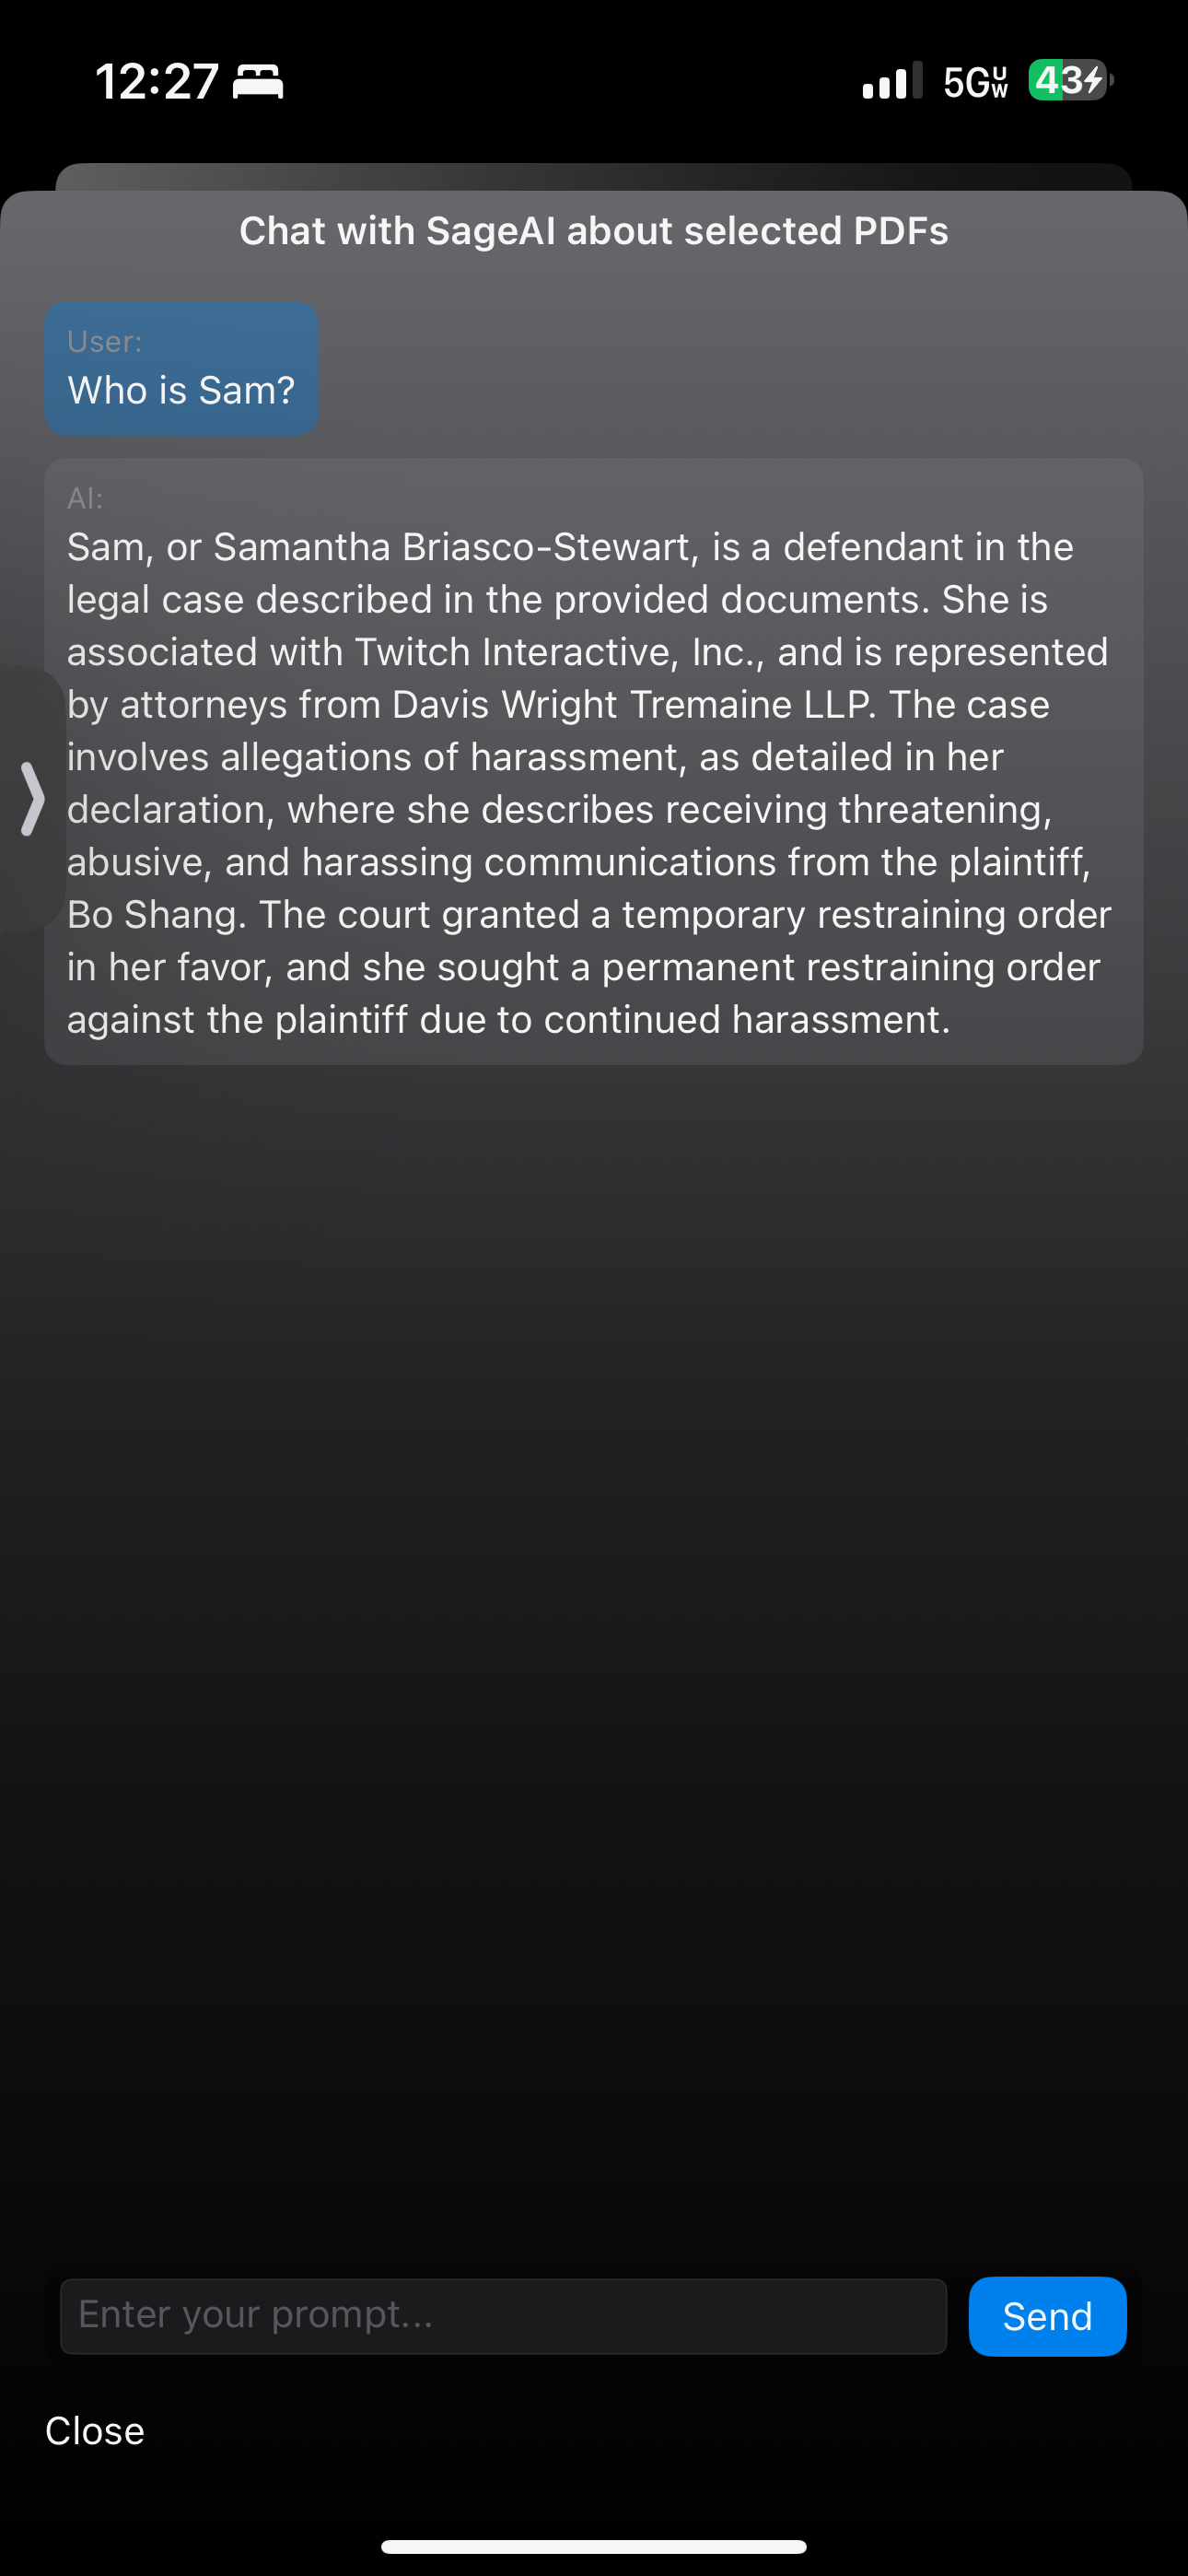 12:27
5G UW
43
Chat with SageAI about selected PDFs
User:
Who is Sam?
AI:
Sam, or Samantha Briasco-Stewart, is a defendant in the
legal case described in the provided documents. She is
associated with Twitch Interactive, Inc., and is represented
by attorneys from Davis Wright Tremaine LLP. The case
involves allegations of harassment, as detailed in her
declaration, where she describes receiving threatening,
abusive, and harassing communications from the plaintiff,
Bo Shang. The court granted a temporary restraining order
in her favor, and she sought a permanent restraining order
against the plaintiff due to continued harassment.
Enter your prompt...
Send
Close